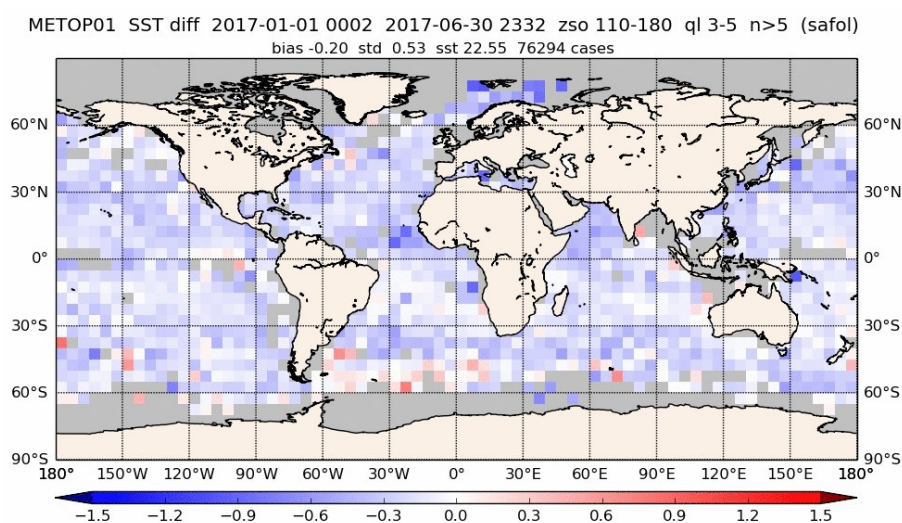 METOP01 SST diff 2017-01-01 0002 2017-06-30 2332 zso 110-180 ql 3-5 n>5 (safol)
bias -0.20 std 0.53 sst 22.55 76294 cases
60°N 60°N
30°N 30°N
0° 0°
30°S 30°S
60°S 60°S
90°S 90°S
180° 150°W 120°W 90°W 60°W 30°W 0° 30°E 60°E 90°E 120°E 150°E 180°
−1.5 −1.2 −0.9 −0.6 −0.3 0.0 0.3 0.6 0.9 1.2 1.5